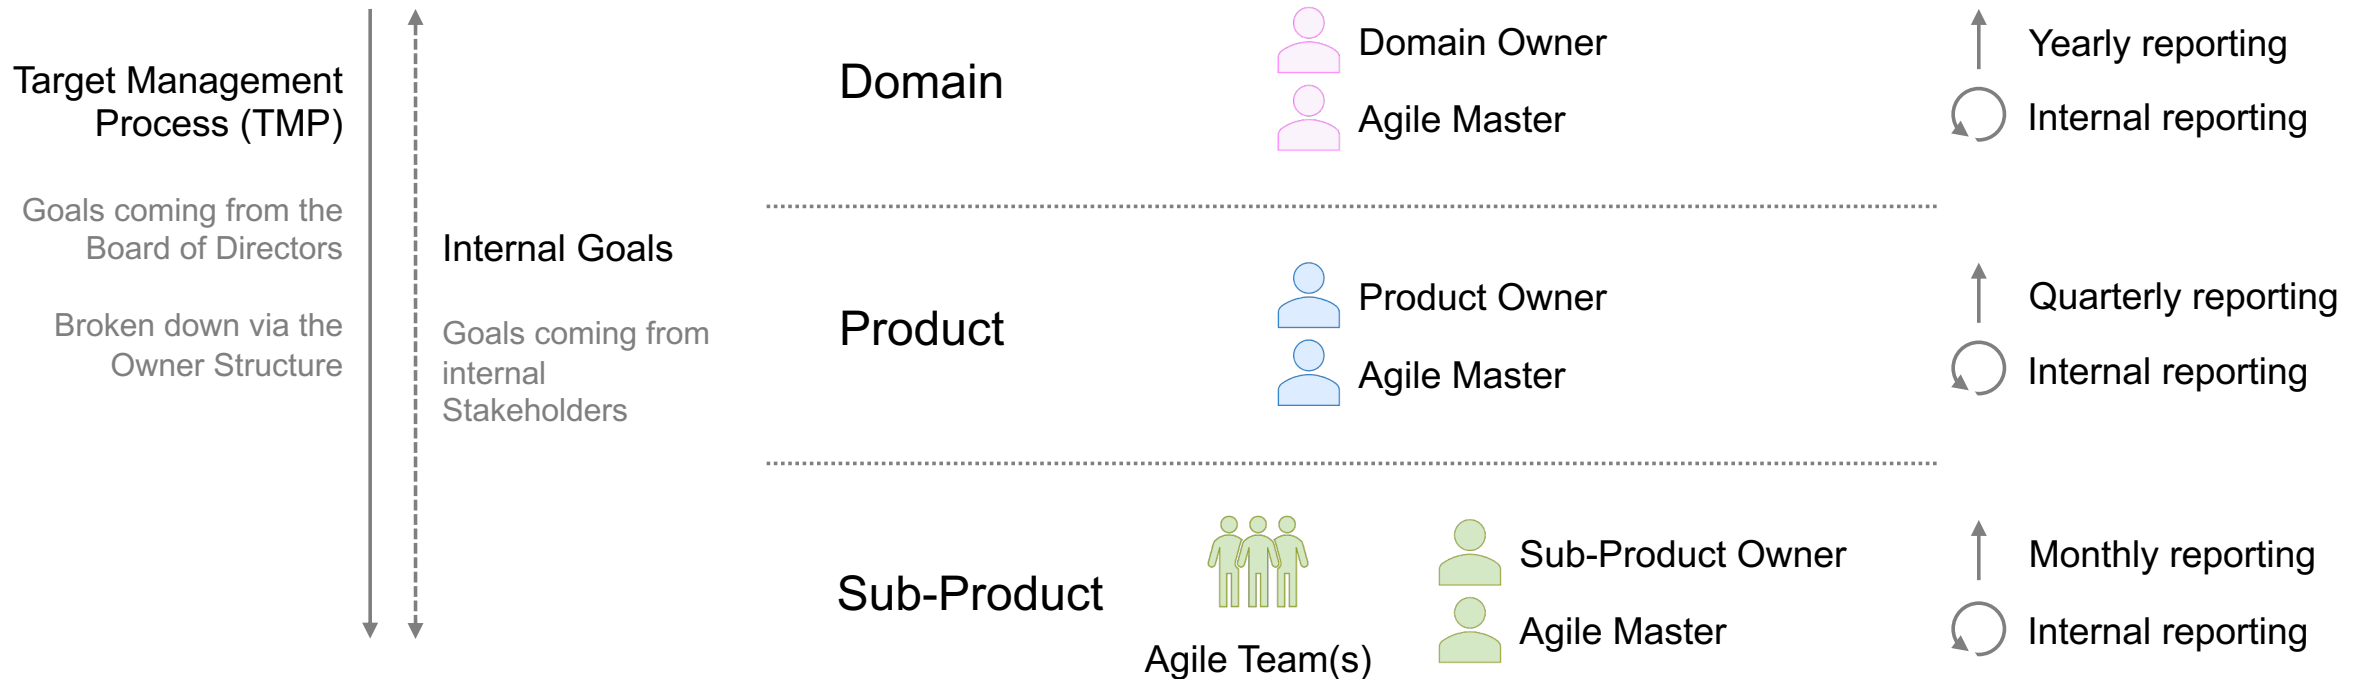 Target Management
Process (TMP)
Goals coming from the
Board of Directors
Broken down via the
Owner Structure
Internal Goals
Goals coming from
internal
Stakeholders
Domain
Domain Owner
Agile Master
Yearly reporting
Internal reporting
Product
Product Owner
Agile Master
Quarterly reporting
Internal reporting
Sub-Product
Agile Team(s)
Sub-Product Owner
Agile Master
Monthly reporting
Internal reporting